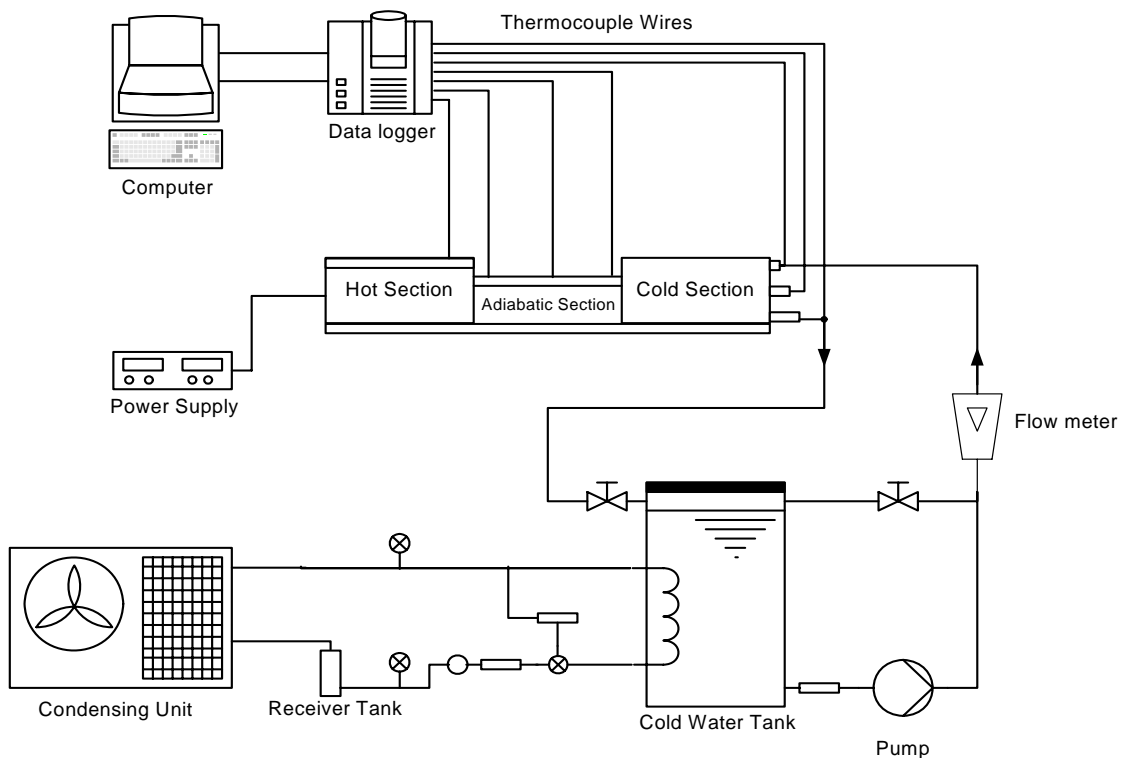 Thermocouple Wires
Data logger
Computer
Hot Section
Adiabatic Section
Cold Section
Power Supply
Flow meter
Condensing Unit
Receiver Tank
Cold Water Tank
Pump